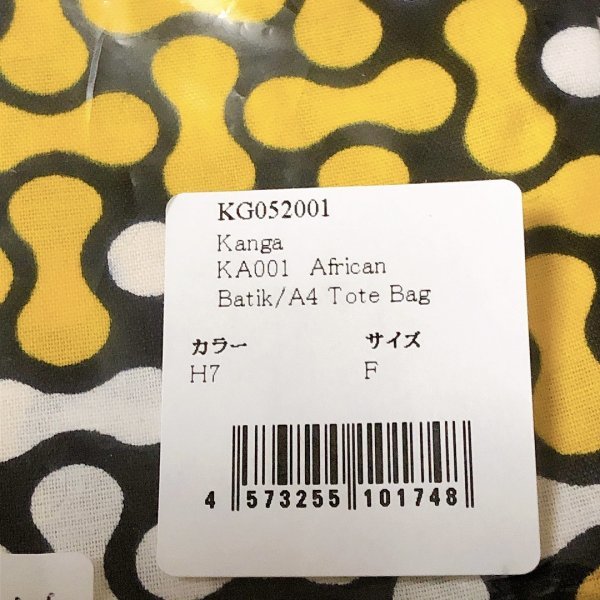 KG052001
Kanga
KA001 African
Batik/A4 Tote Bag
カラー サイズ
H7 F
4 573255 101748